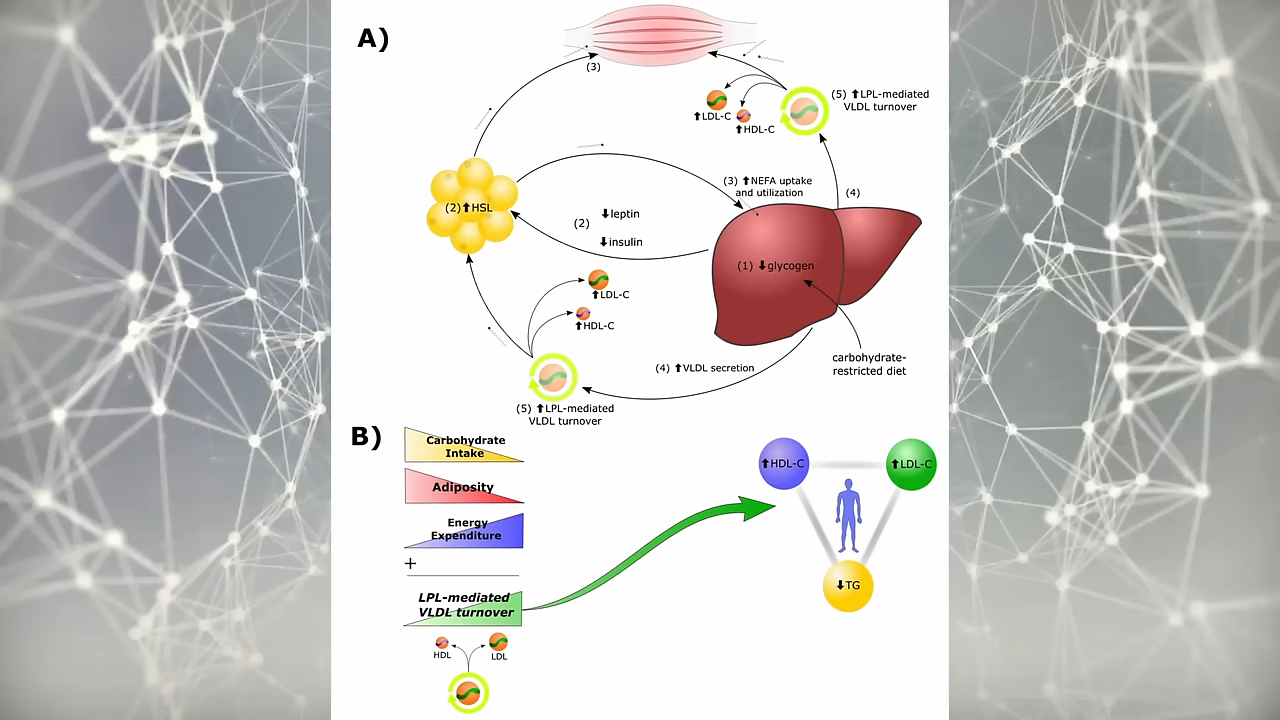 A)
(3)
(5) ⬆LPL-mediated
VLDL turnover
⬆LDL-C
⬆HDL-C
(3) ⬆NEFA uptake
and utilization
(4)
(2)⬆HSL
(2)
⬇leptin
⬇insulin
(1) ⬇glycogen
⬆LDL-C
⬆HDL-C
carbohydrate-
restricted diet
(4) ⬆VLDL secretion
(5) ⬆LPL-mediated
VLDL turnover
B)
Carbohydrate
Intake
Adiposity
Energy
Expenditure
+
LPL-mediated
VLDL turnover
HDL
LDL
⬆HDL-C
⬆LDL-C
⬇TG